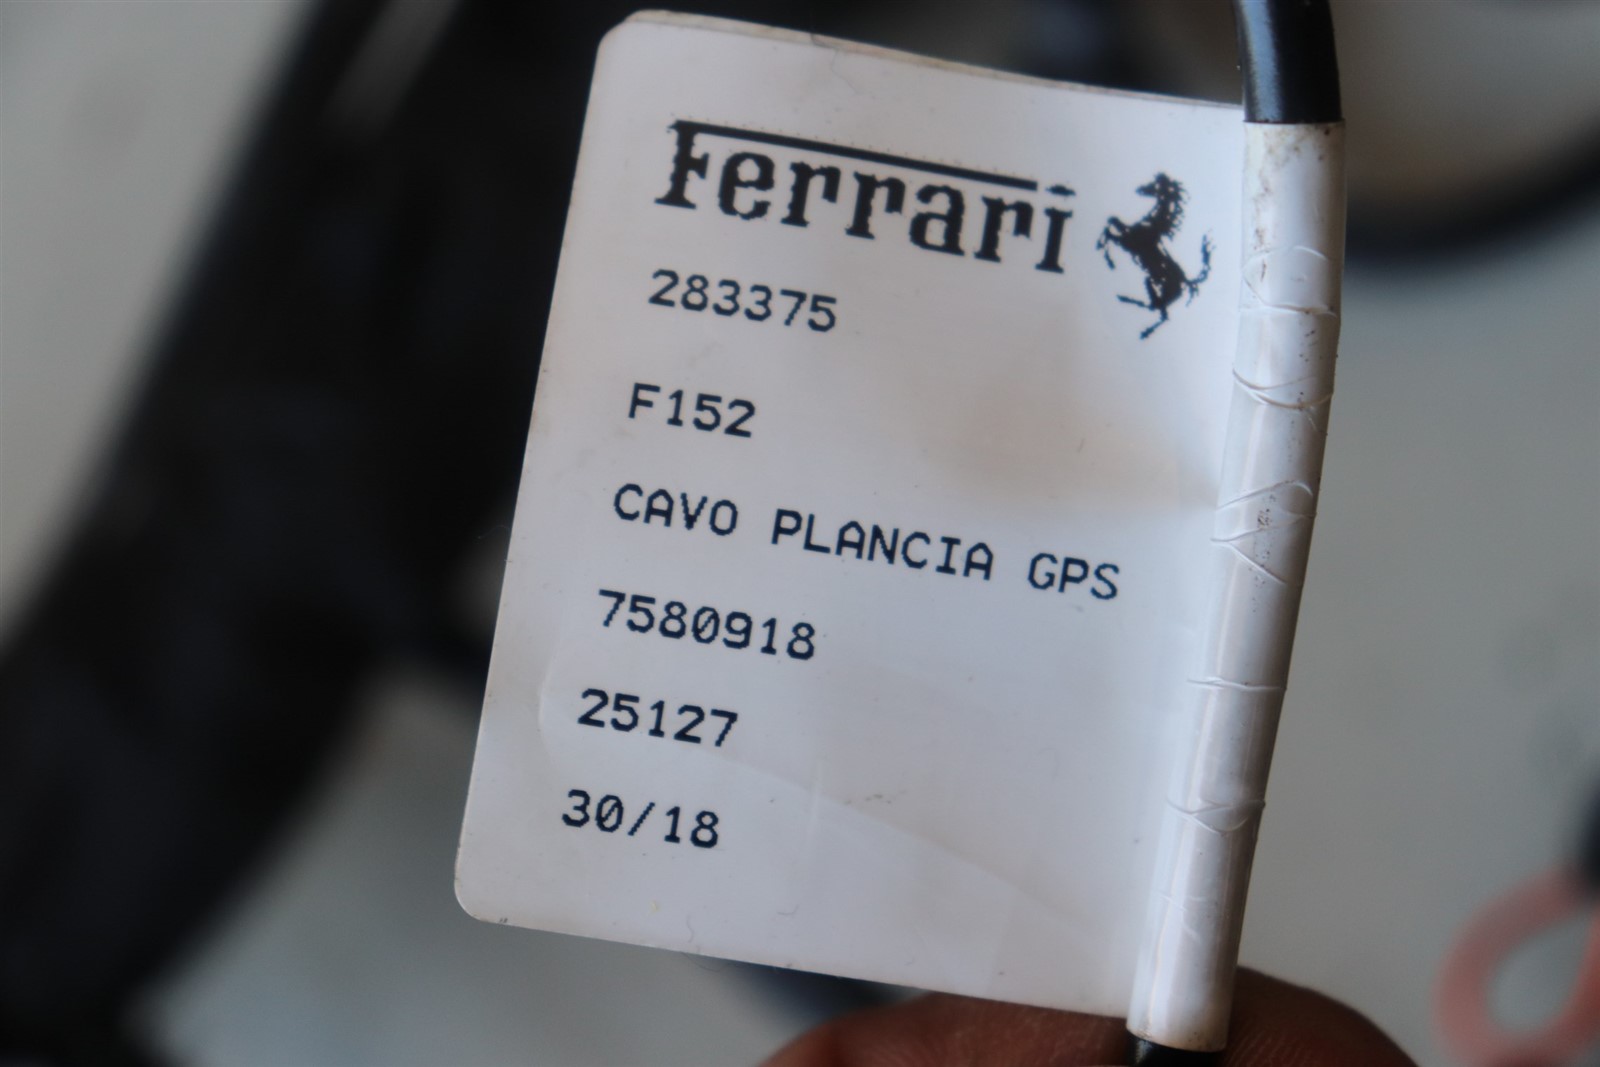 Ferrari
283375
F152
CAVO PLANCIA GPS
7580918
25127
30/18